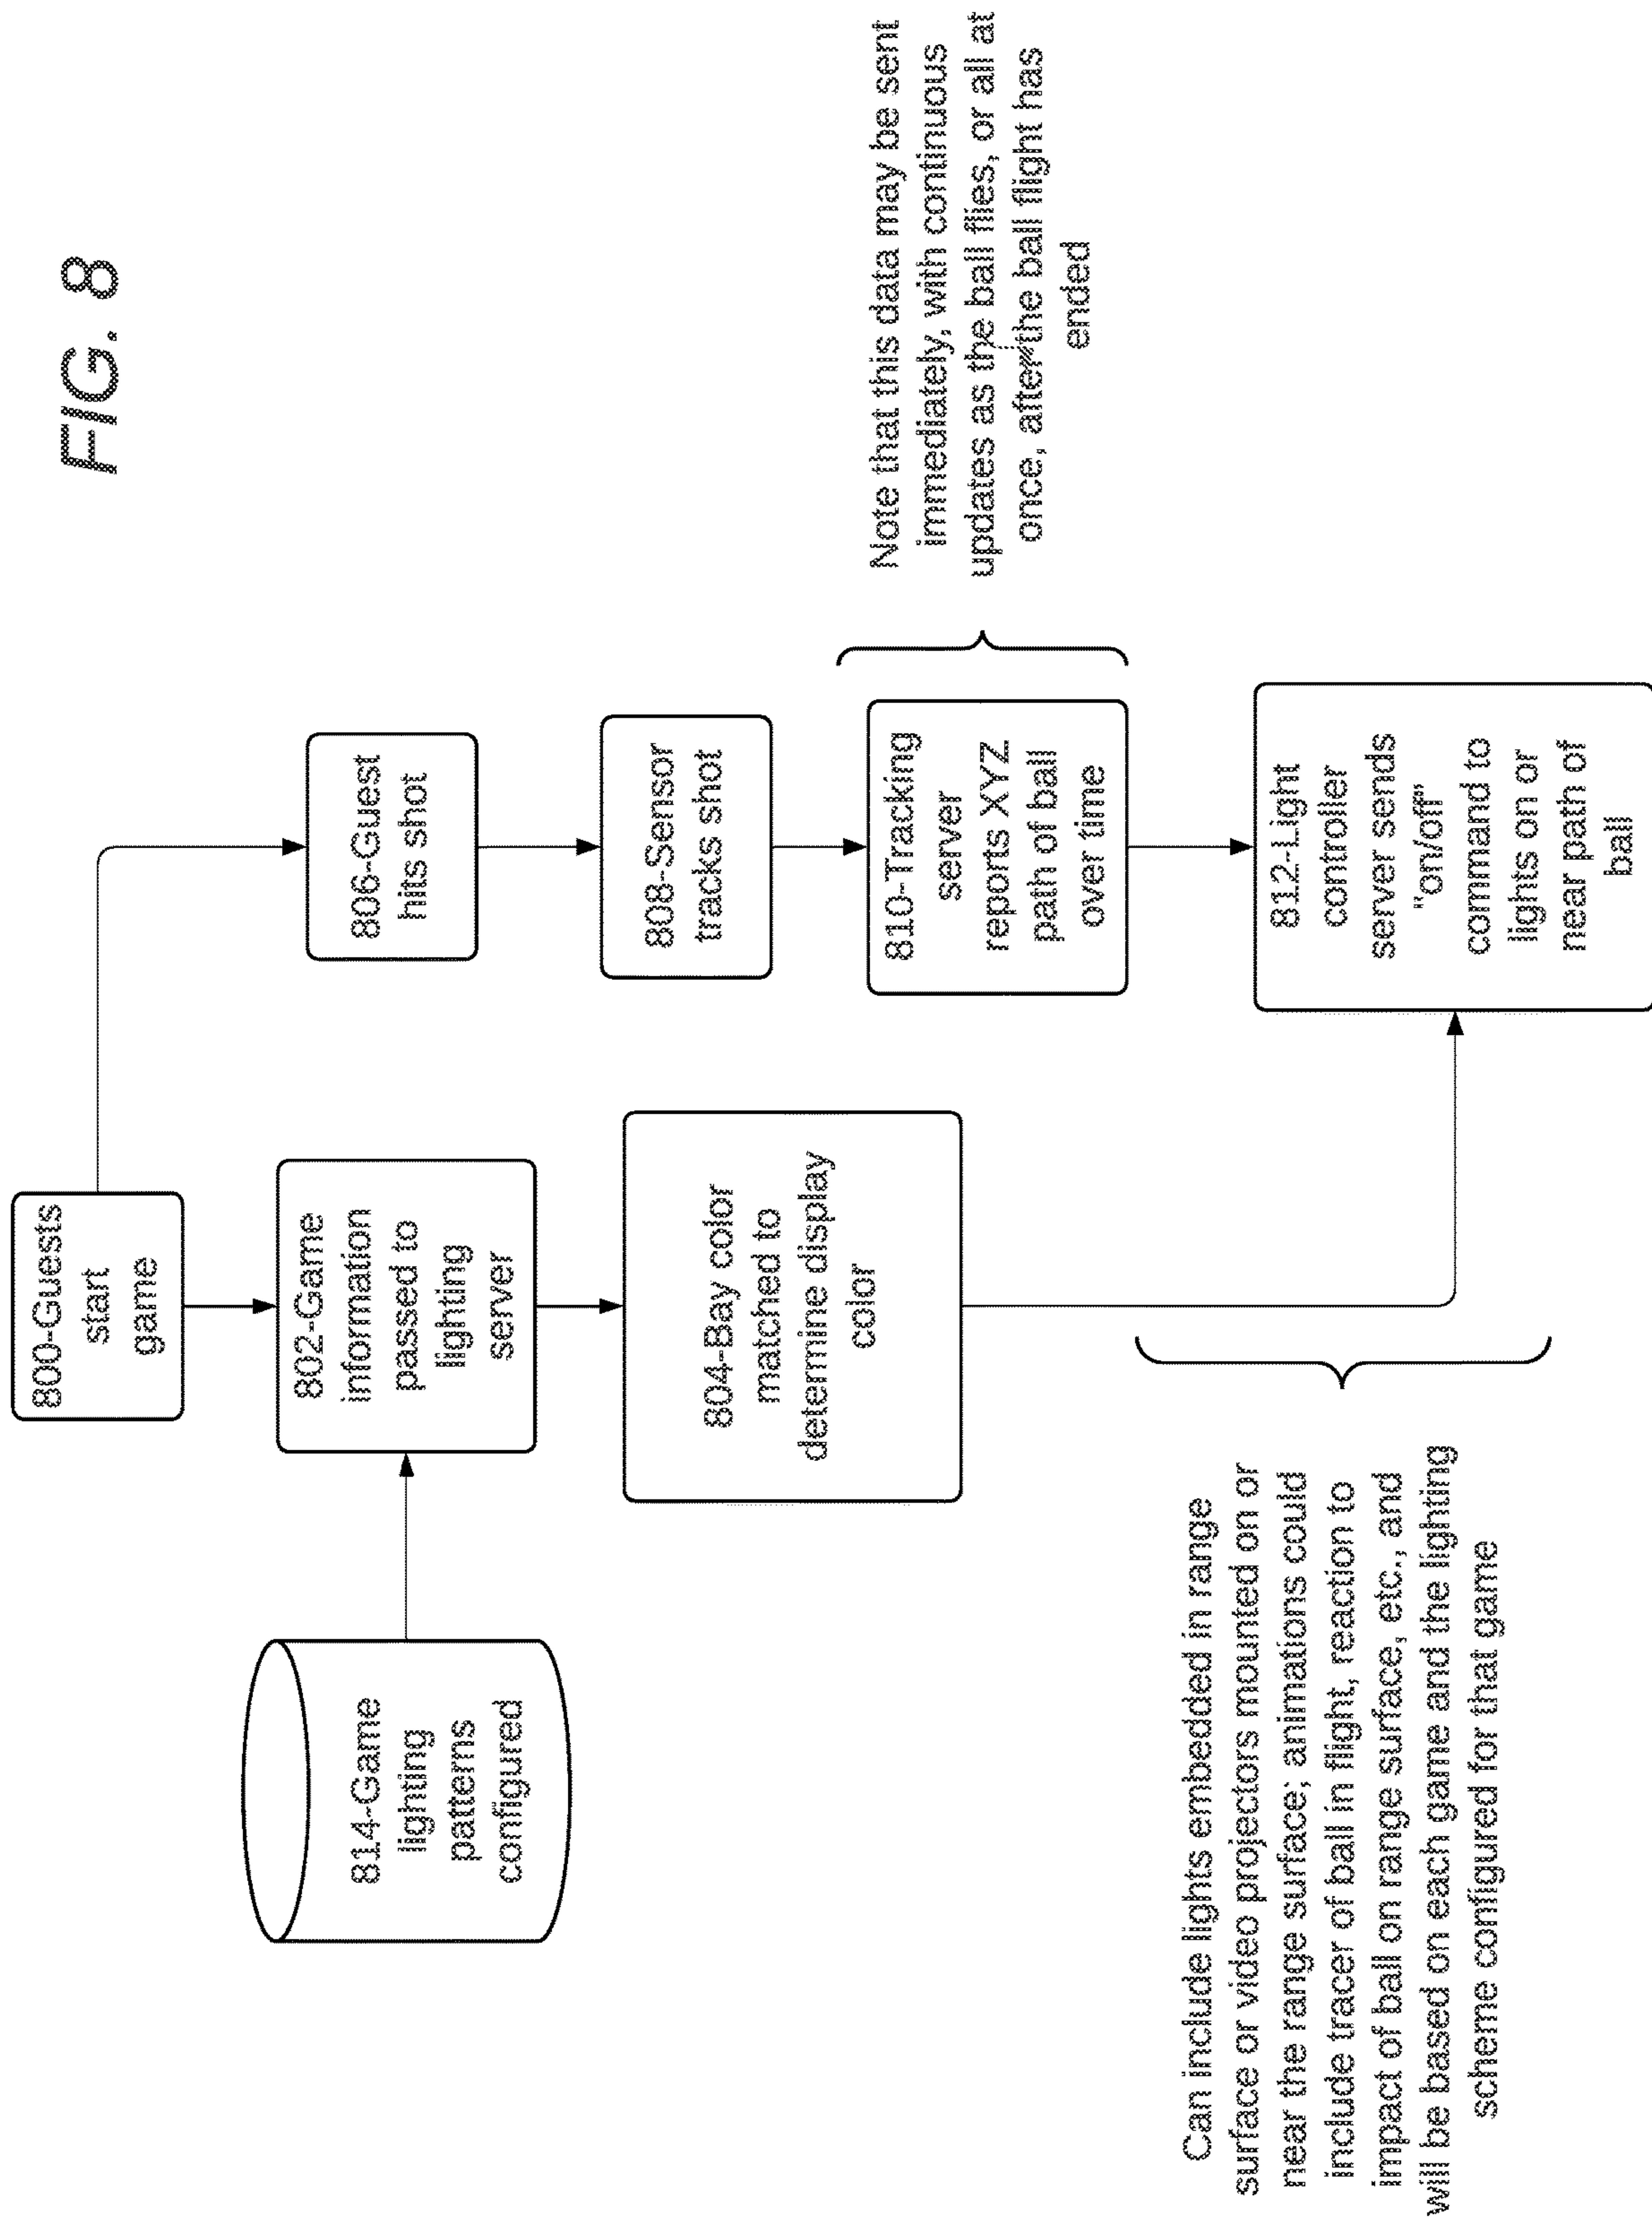 FIG. 8
800-Guests
start
game
814-Game
lighting
patterns
configured
802-Game
information
passed to
lighting
server
804-Bay color
matched to
determine display
color
806-Guest
hits shot
808-Sensor
tracks shot
810-Tracking
server
reports XYZ
path of ball
over time
Note that this data may be sent
immediately, with continuous
updates as the ball flies, or all at
once, after the ball flight has
ended
812-Light
controller
server sends
"on/off"
command to
lights on or
near path of
ball
Can include lights embedded in range
surface or video projectors mounted on or
near the range surface; animations could
include tracer of ball in flight, reaction to
impact of ball on range surface, etc., and
will be based on each game and the lighting
scheme configured for that game